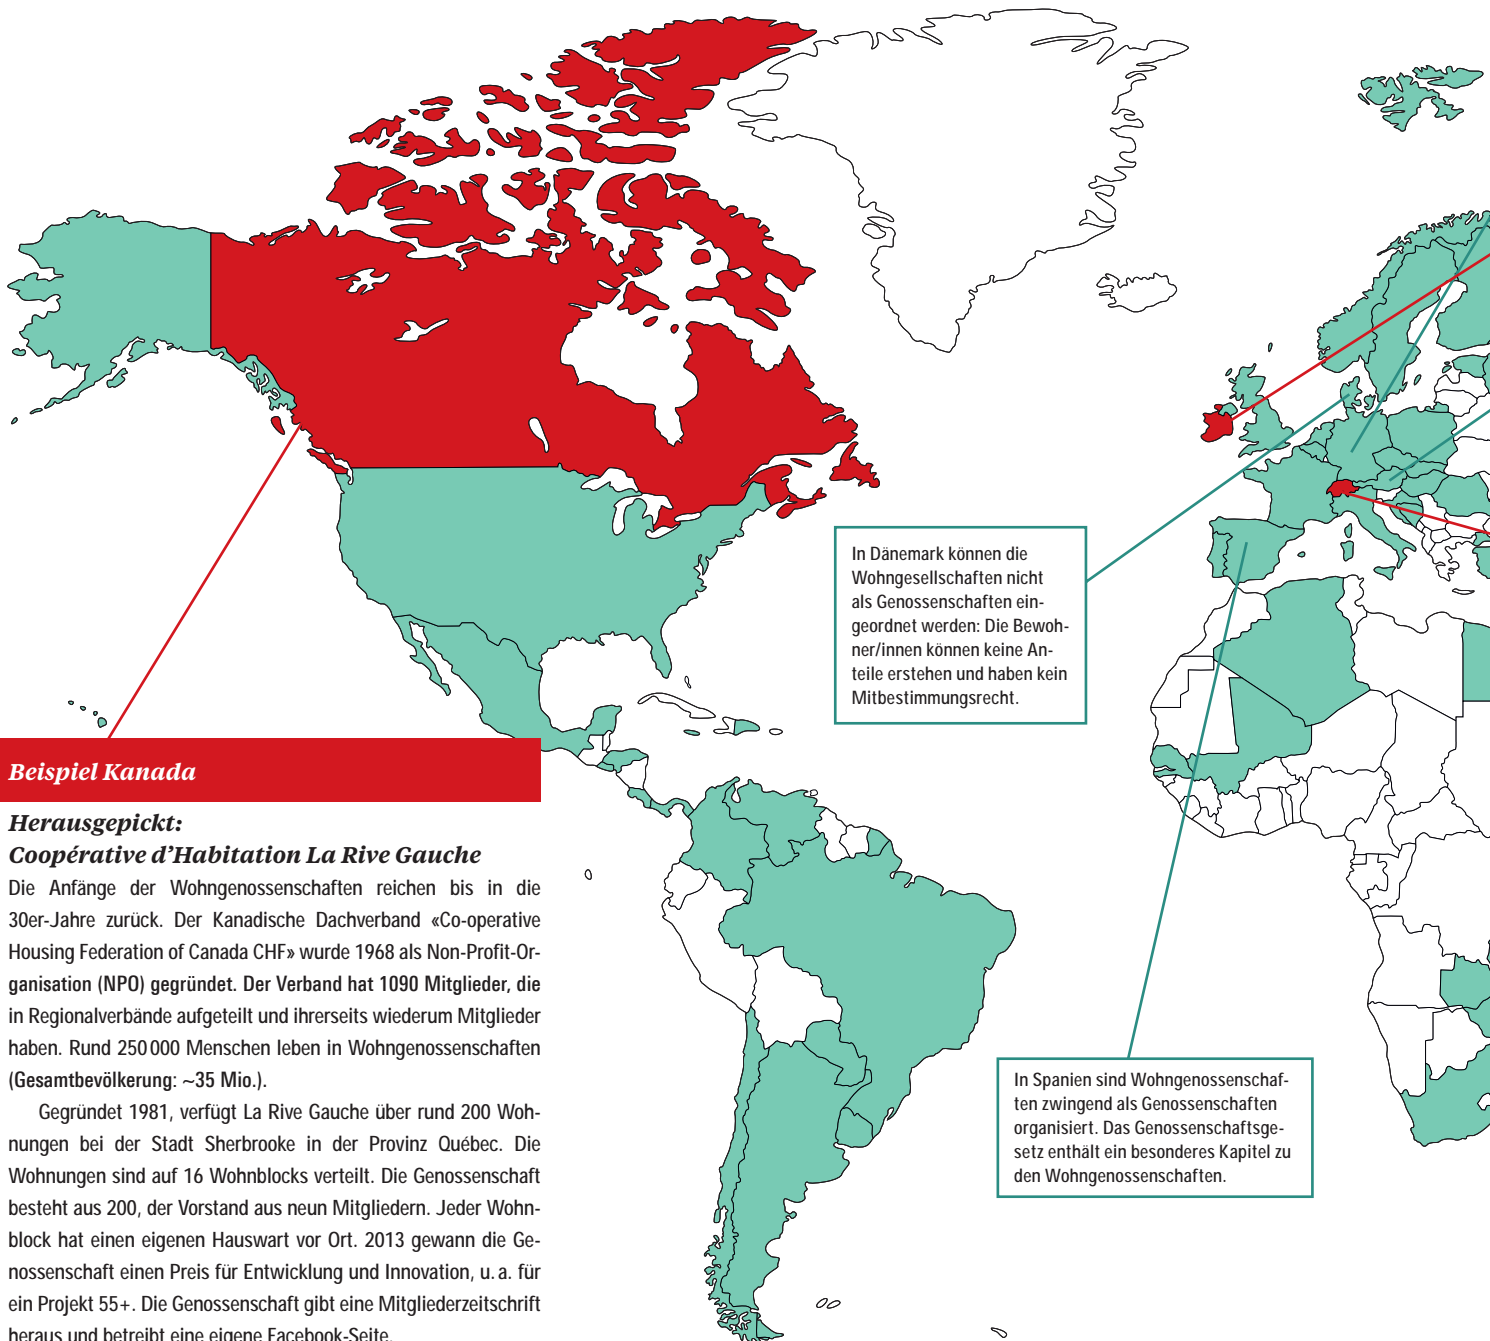 In Dänemark können die
Wohngesellschaften nicht
als Genossenschaften ein-
geordnet werden: Die Bewoh-
ner/innen können keine An-
teile erstehen und haben kein
Mitbestimmungsrecht.
Beispiel Kanada
Herausgepickt:
Coopérative d’Habitation La Rive Gauche
Die Anfänge der Wohngenossenschaften reichen bis in die
30er-Jahre zurück. Der Kanadische Dachverband «Co-operative
Housing Federation of Canada CHF» wurde 1968 als Non-Profit-Or-
ganisation (NPO) gegründet. Der Verband hat 1090 Mitglieder, die
in Regionalverbände aufgeteilt und ihrerseits wiederum Mitglieder
haben. Rund 250 000 Menschen leben in Wohngenossenschaften
(Gesamtbevölkerung: ~35 Mio.).
Gegründet 1981, verfügt La Rive Gauche über rund 200 Woh-
nungen bei der Stadt Sherbrooke in der Provinz Québec. Die
Wohnungen sind auf 16 Wohnblocks verteilt. Die Genossenschaft
besteht aus 200, der Vorstand aus neun Mitgliedern. Jeder Wohn-
block hat einen eigenen Hauswart vor Ort. 2013 gewann die Ge-
nossenschaft einen Preis für Entwicklung und Innovation, u. a. für
ein Projekt 55+. Die Genossenschaft gibt eine Mitgliederzeitschrift
heraus und betreibt eine eigene Facebook-Seite.
In Spanien sind Wohngenossenschaf-
ten zwingend als Genossenschaften
organisiert. Das Genossenschaftsge-
setz enthält ein besonderes Kapitel zu
den Wohngenossenschaften.